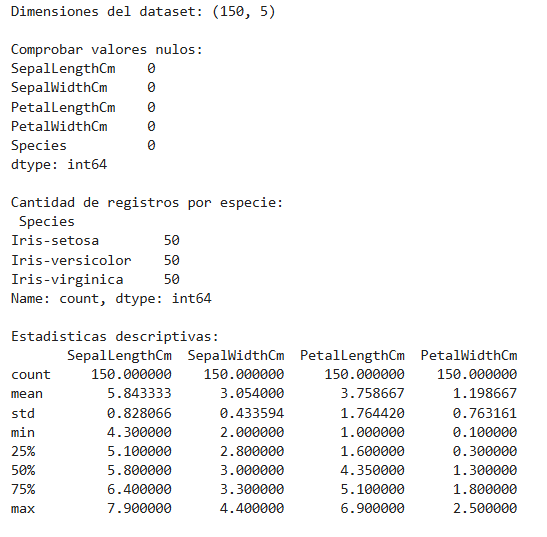 Dimensiones del dataset: (150, 5)

Comprobar valores nulos:
SepalLengthCm    0
SepalWidthCm     0
PetalLengthCm    0
PetalWidthCm     0
Species          0
dtype: int64

Cantidad de registros por especie:
 Species
Iris-setosa        50
Iris-versicolor    50
Iris-virginica     50
Name: count, dtype: int64

Estadisticas descriptivas:
       SepalLengthCm  SepalWidthCm  PetalLengthCm  PetalWidthCm
count     150.000000    150.000000     150.000000    150.000000
mean        5.843333      3.054000       3.758667      1.198667
std         0.828066      0.433594       1.764420      0.763161
min         4.300000      2.000000       1.000000      0.100000
25%         5.100000      2.800000       1.600000      0.300000
50%         5.800000      3.000000       4.350000      1.300000
75%         6.400000      3.300000       5.100000      1.800000
max         7.900000      4.400000       6.900000      2.500000